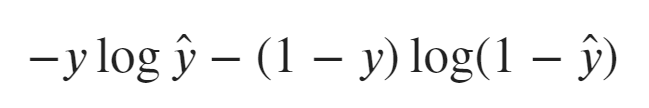 −y log ŷ − (1 − y) log(1 − ŷ)